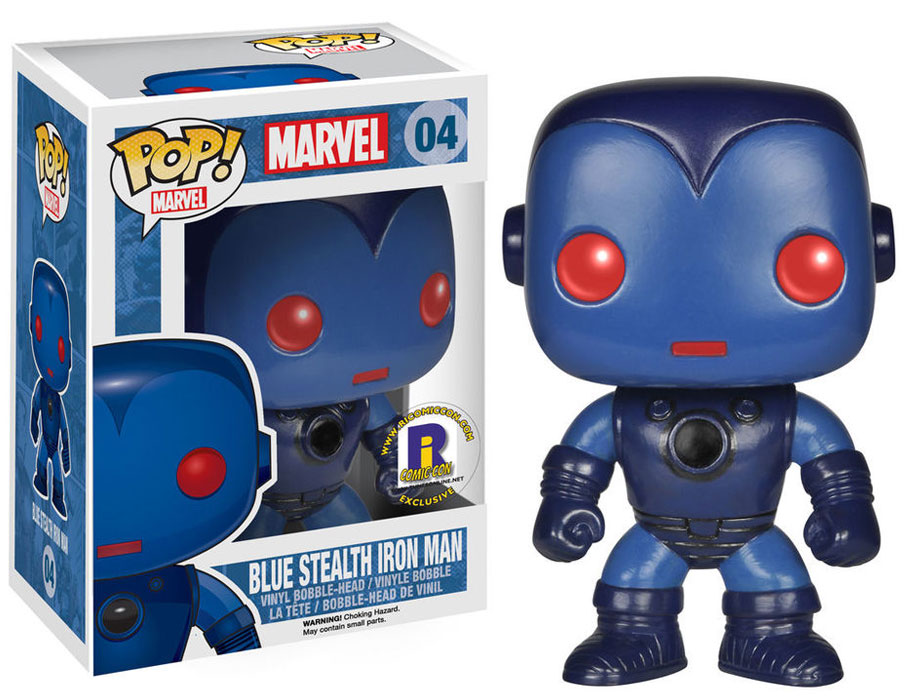 POP!
MARVEL
POP!
MARVEL
BLUE STEALTH IRON MAN
04
POP!
MARVEL
MARVEL
04
WWW.RICOMICCON.COM
Ri
COMIC CON
EXCLUSIVE
BLUE STEALTH IRON MAN
VINYL BOBBLE-HEAD / VINYLE BOBBLE
LA TÊTE / BOBBLE-HEAD DE VINIL
WARNING! Choking Hazard.
May contain small parts.